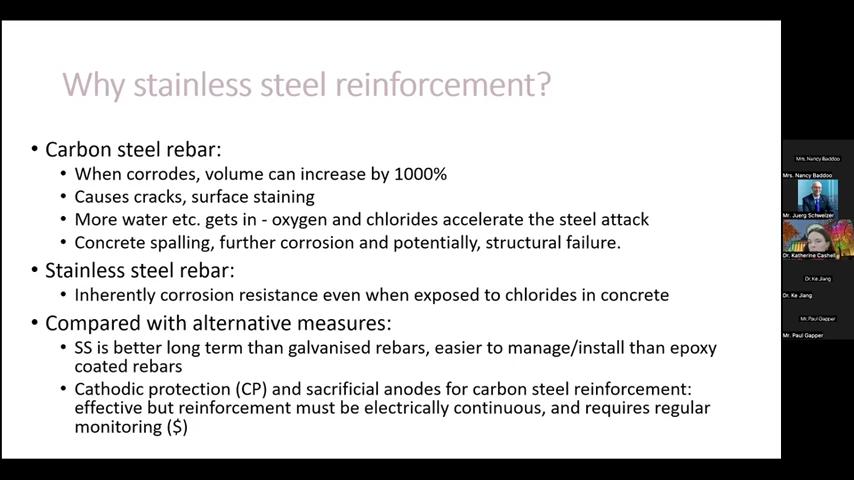 Why stainless steel reinforcement?
• Carbon steel rebar:
• When corrodes, volume can increase by 1000%
• Causes cracks, surface staining
• More water etc. gets in - oxygen and chlorides accelerate the steel attack
• Concrete spalling, further corrosion and potentially, structural failure.
• Stainless steel rebar:
• Inherently corrosion resistance even when exposed to chlorides in concrete
• Compared with alternative measures:
• SS is better long term than galvanised rebars, easier to manage/install than epoxy
coated rebars
• Cathodic protection (CP) and sacrificial anodes for carbon steel reinforcement:
effective but reinforcement must be electrically continuous, and requires regular
monitoring ($)
Mrs. Nancy Baddoo
Mrs. Nancy Baddoo
Mr. Juerg Schweizer
Dr. Katherine Cashell
Dr. Ke Jiang
Dr. Ke Jiang
Mr. Paul Gapper
Mr. Paul Gapper